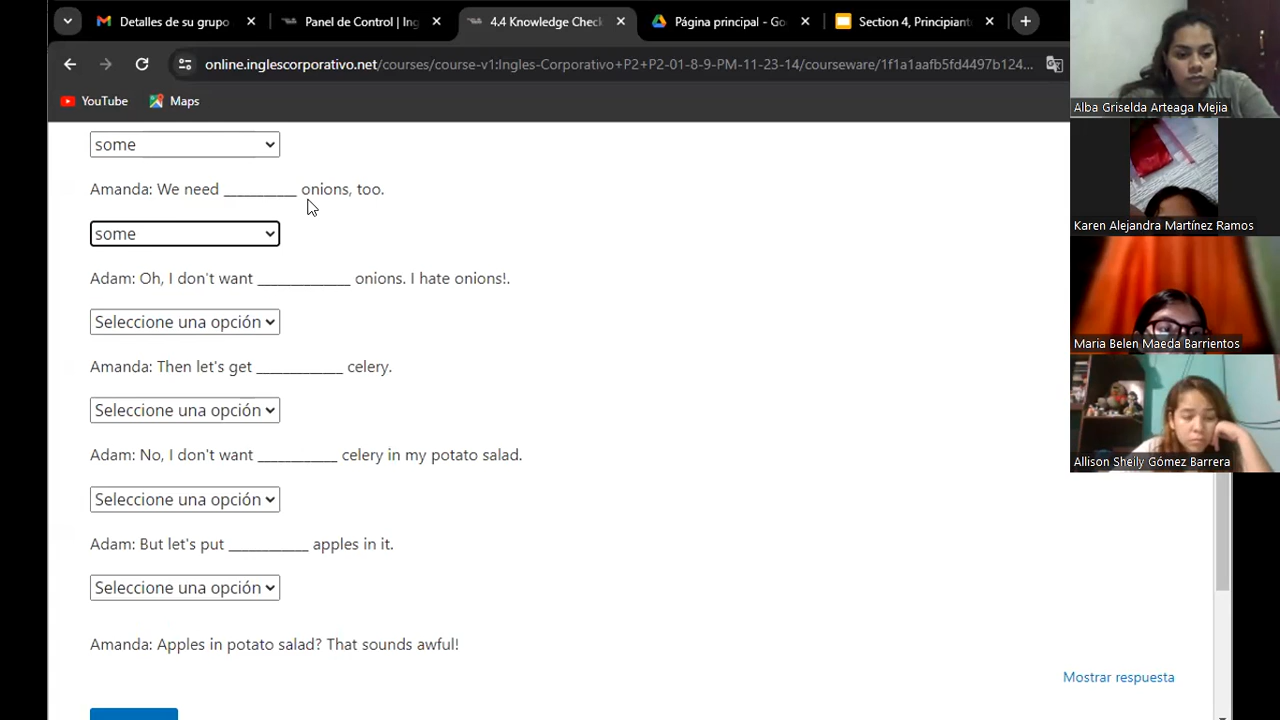 Detalles de su grupo
Panel de Control | Ing
4.4 Knowledge Chec
Página principal - Go
Section 4, Principiant
online.inglescorporativo.net/courses/course-v1:Ingles-Corporativo+P2+P2-01-8-9-PM-11-23-14/courseware/1f1a1aafb5fd4497b124...
YouTube
Maps
some
Amanda: We need __________ onions, too.
some
Adam: Oh, I don't want _____________ onions. I hate onions!.
Seleccione una opción
Amanda: Then let's get ____________ celery.
Seleccione una opción
Adam: No, I don't want ___________ celery in my potato salad.
Seleccione una opción
Adam: But let's put ___________ apples in it.
Seleccione una opción
Amanda: Apples in potato salad? That sounds awful!
Mostrar respuesta
Alba Griselda Arteaga Mejia
Karen Alejandra Martínez Ramos
Maria Belen Maeda Barrientos
Allison Sheily Gómez Barrera